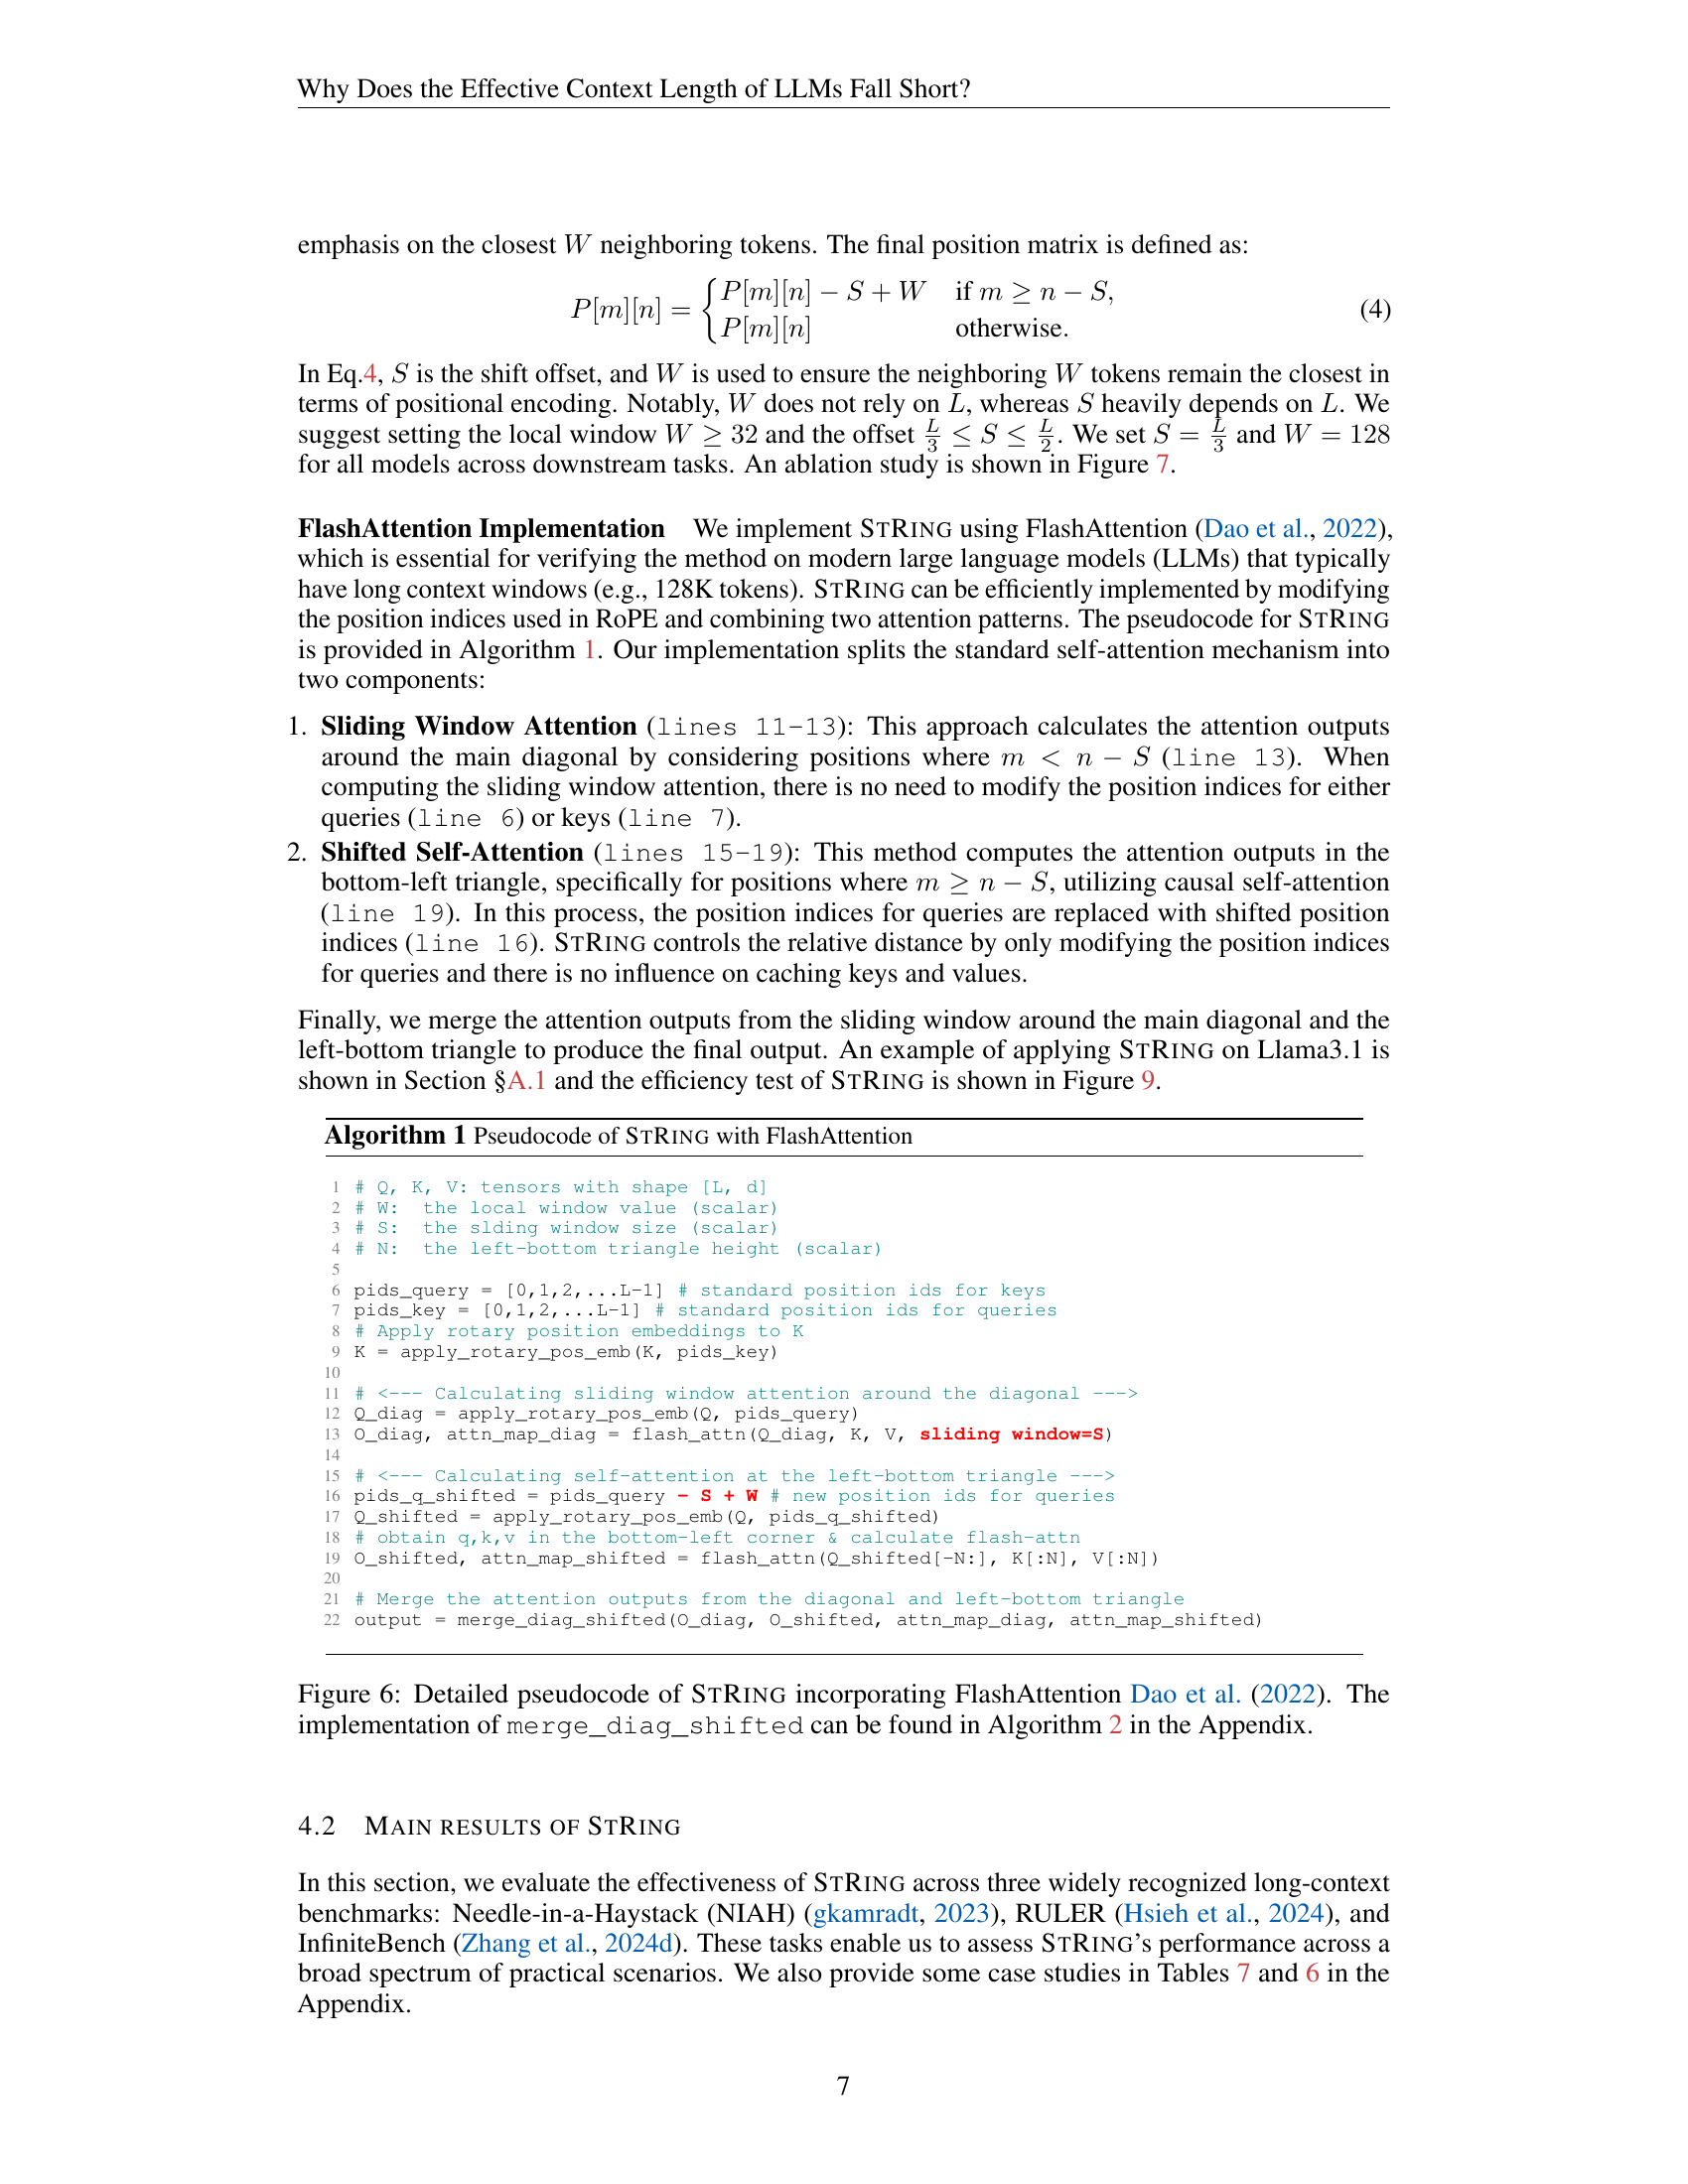 Why Does the Effective Context Length of LLMs Fall Short?
emphasis on the closest W neighboring tokens. The final position matrix is defined as:
P[m][n] = { P[m][n] − S + W if m ≥ n − S,
P[m][n] otherwise. (4)
In Eq.4, S is the shift offset, and W is used to ensure the neighboring W tokens remain the closest in
terms of positional encoding. Notably, W does not rely on L, whereas S heavily depends on L. We
suggest setting the local window W ≥ 32 and the offset L/3 ≤ S ≤ L/2. We set S = L/3 and W = 128
for all models across downstream tasks. An ablation study is shown in Figure 7.
FlashAttention Implementation We implement STRING using FlashAttention (Dao et al., 2022),
which is essential for verifying the method on modern large language models (LLMs) that typically
have long context windows (e.g., 128K tokens). STRING can be efficiently implemented by modifying
the position indices used in RoPE and combining two attention patterns. The pseudocode for STRING
is provided in Algorithm 1. Our implementation splits the standard self-attention mechanism into
two components:
1. Sliding Window Attention (lines 11-13): This approach calculates the attention outputs
around the main diagonal by considering positions where m < n − S (line 13). When
computing the sliding window attention, there is no need to modify the position indices for either
queries (line 6) or keys (line 7).
2. Shifted Self-Attention (lines 15-19): This method computes the attention outputs in the
bottom-left triangle, specifically for positions where m ≥ n − S, utilizing causal self-attention
(line 19). In this process, the position indices for queries are replaced with shifted position
indices (line 16). STRING controls the relative distance by only modifying the position indices
for queries and there is no influence on caching keys and values.
Finally, we merge the attention outputs from the sliding window around the main diagonal and the
left-bottom triangle to produce the final output. An example of applying STRING on Llama3.1 is
shown in Section §A.1 and the efficiency test of STRING is shown in Figure 9.
Algorithm 1 Pseudocode of STRING with FlashAttention
1 # Q, K, V: tensors with shape [L, d]
2 # W: the local window value (scalar)
3 # S: the slding window size (scalar)
4 # N: the left-bottom triangle height (scalar)
5
6 pids_query = [0,1,2,...L-1] # standard position ids for keys
7 pids_key = [0,1,2,...L-1] # standard position ids for queries
8 # Apply rotary position embeddings to K
9 K = apply_rotary_pos_emb(K, pids_key)
10
11 # <--- Calculating sliding window attention around the diagonal --->
12 Q_diag = apply_rotary_pos_emb(Q, pids_query)
13 O_diag, attn_map_diag = flash_attn(Q_diag, K, V, sliding window=S)
14
15 # <--- Calculating self-attention at the left-bottom triangle --->
16 pids_q_shifted = pids_query - S + W # new position ids for queries
17 Q_shifted = apply_rotary_pos_emb(Q, pids_q_shifted)
18 # obtain q,k,v in the bottom-left corner & calculate flash-attn
19 O_shifted, attn_map_shifted = flash_attn(Q_shifted[-N:], K[:N], V[:N])
20
21 # Merge the attention outputs from the diagonal and left-bottom triangle
22 output = merge_diag_shifted(O_diag, O_shifted, attn_map_diag, attn_map_shifted)
Figure 6: Detailed pseudocode of STRING incorporating FlashAttention Dao et al. (2022). The
implementation of merge_diag_shifted can be found in Algorithm 2 in the Appendix.
4.2 MAIN RESULTS OF STRING
In this section, we evaluate the effectiveness of STRING across three widely recognized long-context
benchmarks: Needle-in-a-Haystack (NIAH) (gkamradt, 2023), RULER (Hsieh et al., 2024), and
InfiniteBench (Zhang et al., 2024d). These tasks enable us to assess STRING's performance across a
broad spectrum of practical scenarios. We also provide some case studies in Tables 7 and 6 in the
Appendix.
7